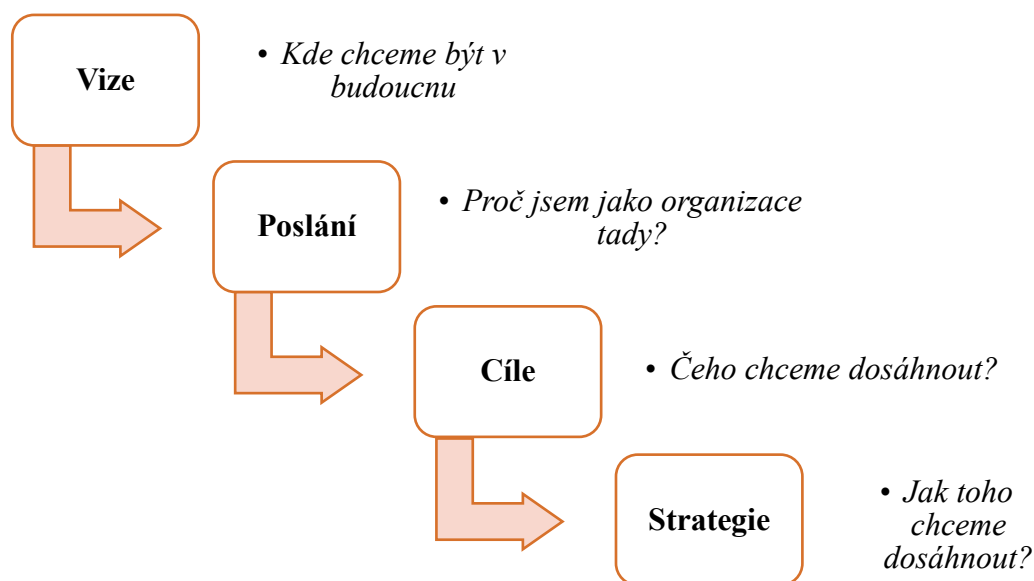 Vize
• Kde chceme být v
budoucnu
Poslání
• Proč jsem jako organizace
tady?
Cíle
• Čeho chceme dosáhnout?
Strategie
• Jak toho
chceme
dosáhnout?